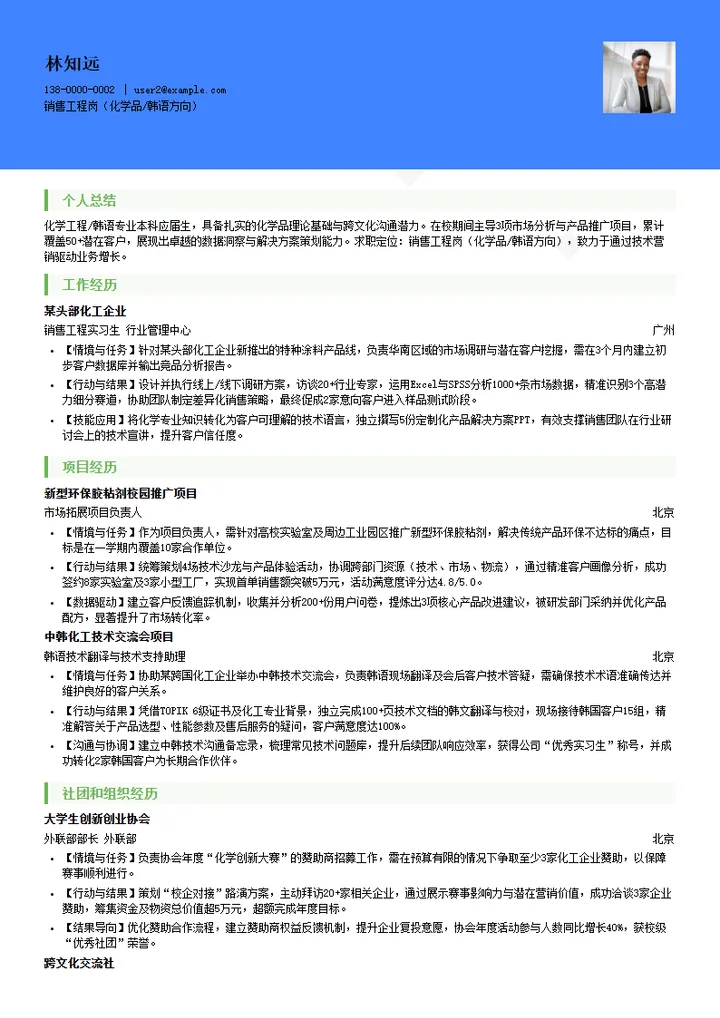 林知远
138-0000-0002 | user2@example.com
销售工程岗（化学品/韩语方向）
个人总结
化学工程/韩语专业本科应届生，具备扎实的化学品理论基础与跨文化沟通潜力。在校期间主导3项市场分析与产品推广项目，累计
覆盖50+潜在客户，展现出卓越的数据洞察与解决方案策划能力。求职定位：销售工程岗（化学品/韩语方向），致力于通过技术营
销驱动业务增长。
工作经历
某头部化工企业
销售工程实习生 行业管理中心 广州
• 【情境与任务】针对某头部化工企业新推出的特种涂料产品线，负责华南区域的市场调研与潜在客户挖掘，需在3个月内建立初
步客户数据库并输出竞品分析报告。
• 【行动与结果】设计并执行线上/线下调研方案，访谈20+行业专家，运用Excel与SPSS分析1000+条市场数据，精准识别3个高潜
力细分赛道，协助团队制定差异化销售策略，最终促成2家意向客户进入样品测试阶段。
• 【技能应用】将化学专业知识转化为客户可理解的技术语言，独立撰写5份定制化产品解决方案PPT，有效支撑销售团队在行业研
讨会上的技术宣讲，提升客户信任度。
项目经历
新型环保胶粘剂校园推广项目
市场拓展项目负责人 北京
• 【情境与任务】作为项目负责人，需针对高校实验室及周边工业园区推广新型环保胶粘剂，解决传统产品环保不达标的痛点，目
标是在一学期内覆盖10家合作单位。
• 【行动与结果】统筹策划4场技术沙龙与产品体验活动，协调跨部门资源（技术、市场、物流），通过精准客户画像分析，成功
签约8家实验室及3家小型工厂，实现首单销售额突破5万元，活动满意度评分达4.8/5.0。
• 【数据驱动】建立客户反馈追踪机制，收集并分析200+份用户问卷，提炼出3项核心产品改进建议，被研发部门采纳并优化产品
配方，显著提升了市场转化率。
中韩化工技术交流会项目
韩语技术翻译与技术支持助理 北京
• 【情境与任务】协助某跨国化工企业举办中韩技术交流会，负责韩语现场翻译及会后客户技术答疑，需确保技术术语准确传达并
维护良好的客户关系。
• 【行动与结果】凭借TOPIK 6级证书及化工专业背景，独立完成100+页技术文档的韩文翻译与校对，现场接待韩国客户15组，精
准解答关于产品选型、性能参数及售后服务的疑问，客户满意度达100%。
• 【沟通与协调】建立中韩技术沟通备忘录，梳理常见技术问题库，提升后续团队响应效率，获得公司“优秀实习生”称号，并成
功转化2家韩国客户为长期合作伙伴。
社团和组织经历
大学生创新创业协会
外联部部长 外联部 北京
• 【情境与任务】负责协会年度“化学创新大赛”的赞助商招募工作，需在预算有限的情况下争取至少3家化工企业赞助，以保障
赛事顺利进行。
• 【行动与结果】策划“校企对接”路演方案，主动拜访20+家相关企业，通过展示赛事影响力与潜在营销价值，成功洽谈3家企业
赞助，筹集资金及物资总价值超5万元，超额完成年度目标。
• 【结果导向】优化赞助合作流程，建立赞助商权益反馈机制，提升企业复投意愿，协会年度活动参与人数同比增长40%，获校级
“优秀社团”荣誉。
跨文化交流社